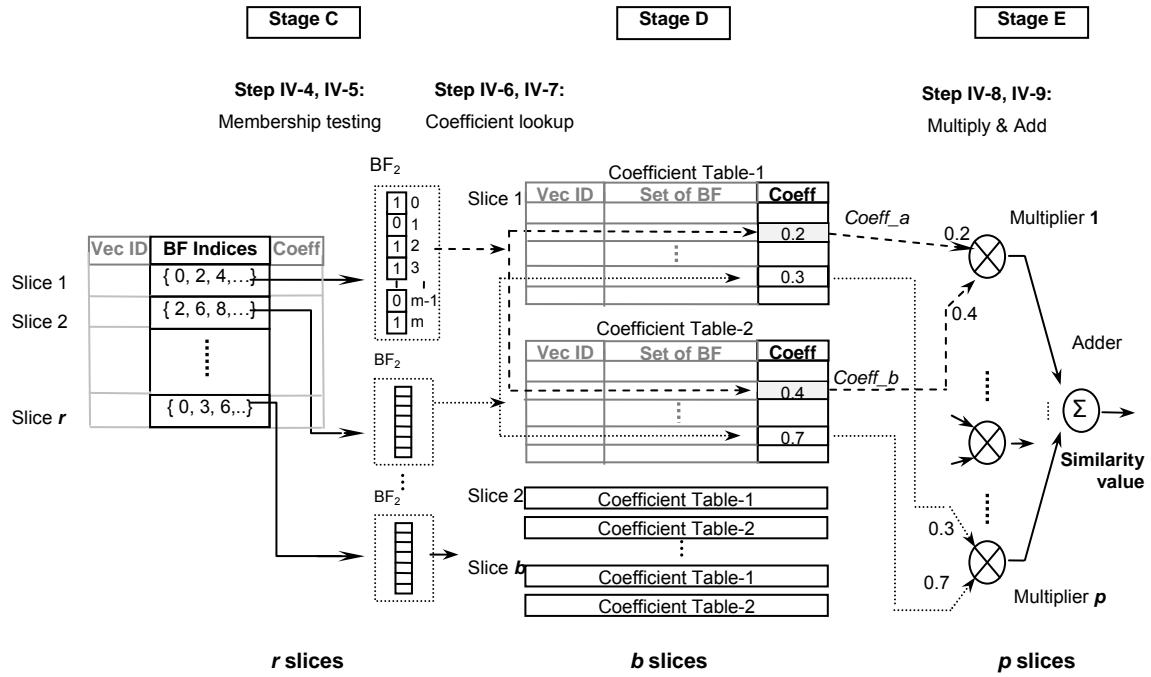 Stage C
Stage D
Stage E
Step IV-4, IV-5:
Membership testing
Step IV-6, IV-7:
Coefficient lookup
Step IV-8, IV-9:
Multiply & Add
Vec ID BF Indices Coeff
Slice 1 { 0, 2, 4,…}
Slice 2 { 2, 6, 8,…}
Slice r { 0, 3, 6,..}
BF2
1 0
0 1
1 2
1 3
0 m-1
1 m
BF2
BF2
Coefficient Table-1
Slice 1
Vec ID Set of BF Coeff
0.2
0.3
Coefficient Table-2
Vec ID Set of BF Coeff
0.4
0.7
Slice 2
Coefficient Table-1
Coefficient Table-2
Slice b
Coefficient Table-1
Coefficient Table-2
Coeff_a
Coeff_b
0.2
0.4
Multiplier 1
Adder
Σ
Similarity
value
0.3
0.7
Multiplier p
r slices
b slices
p slices